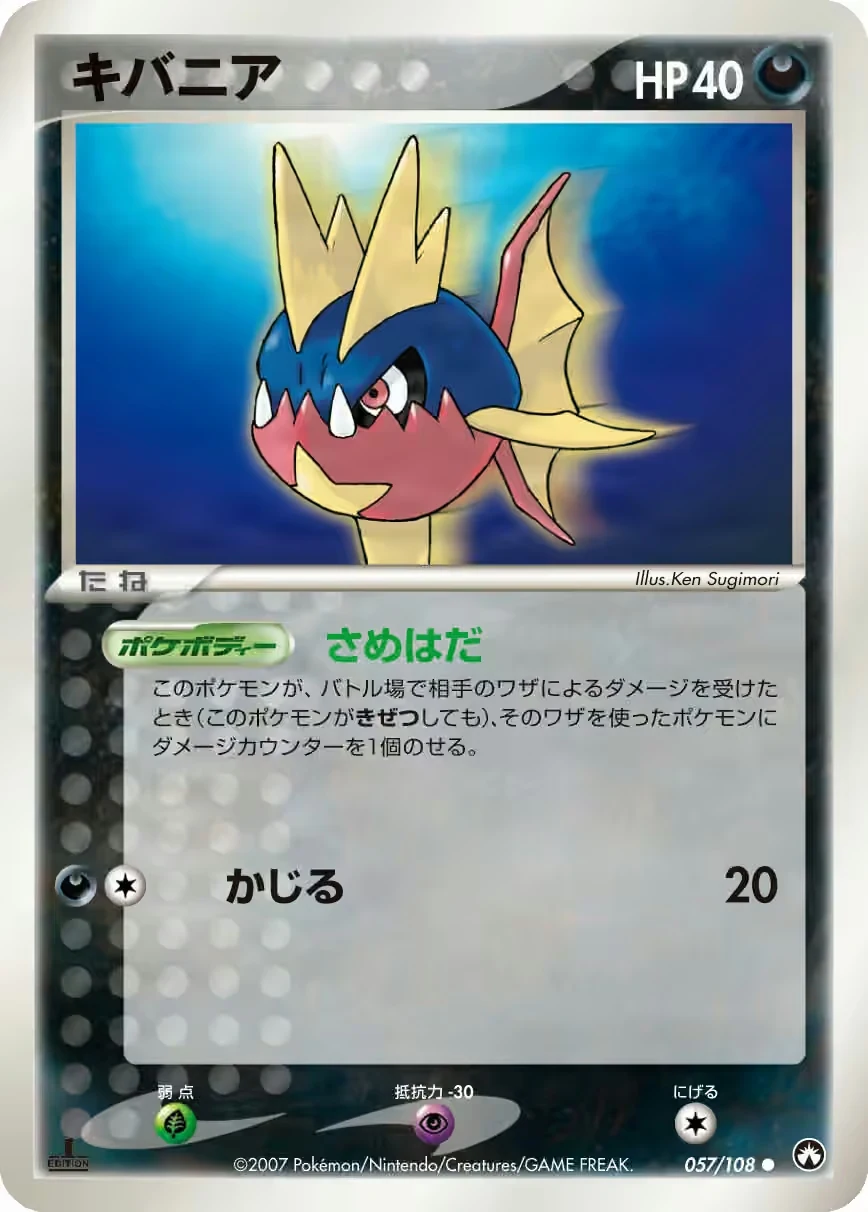 キバニア
HP 40
たね
Illus.Ken Sugimori
ポケボディー さめはだ
このポケモンが、バトル場で相手のワザによるダメージを受けた
とき(このポケモンがきぜつしても)、そのワザを使ったポケモンに
ダメージカウンターを1個のせる。
かじる 20
弱点
抵抗力 -30
にげる
1 EDITION
©2007 Pokémon/Nintendo/Creatures/GAME FREAK.
057/108